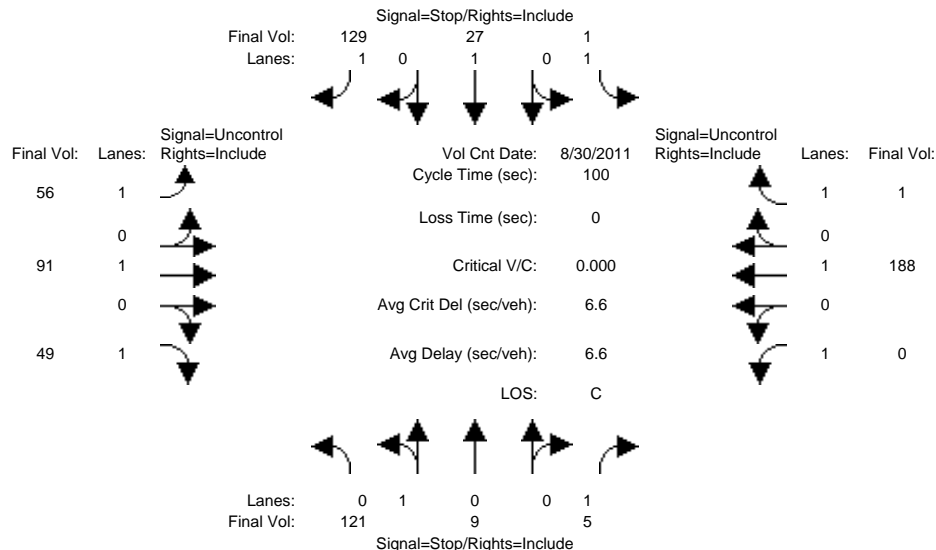 Signal=Stop/Rights=Include
Final Vol: 129 27 1
Lanes: 1 0 1 0 1
Signal=Uncontrol
Final Vol: Lanes: Rights=Include
Vol Cnt Date: 8/30/2011
Signal=Uncontrol
Rights=Include Lanes: Final Vol:
Cycle Time (sec): 100
56 1
1 1
Loss Time (sec): 0
0
0
91 1
Critical V/C: 0.000
1 188
0
Avg Crit Del (sec/veh): 6.6
0
49 1
Avg Delay (sec/veh): 6.6
1 0
LOS: C
Lanes: 0 1 0 0 1
Final Vol: 121 9 5
Signal=Stop/Rights=Include